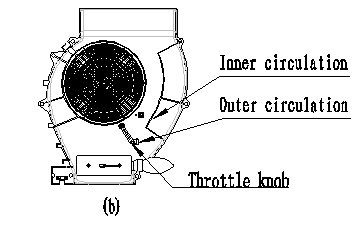 Inner circulation
Outer circulation
Throttle knob
(b)